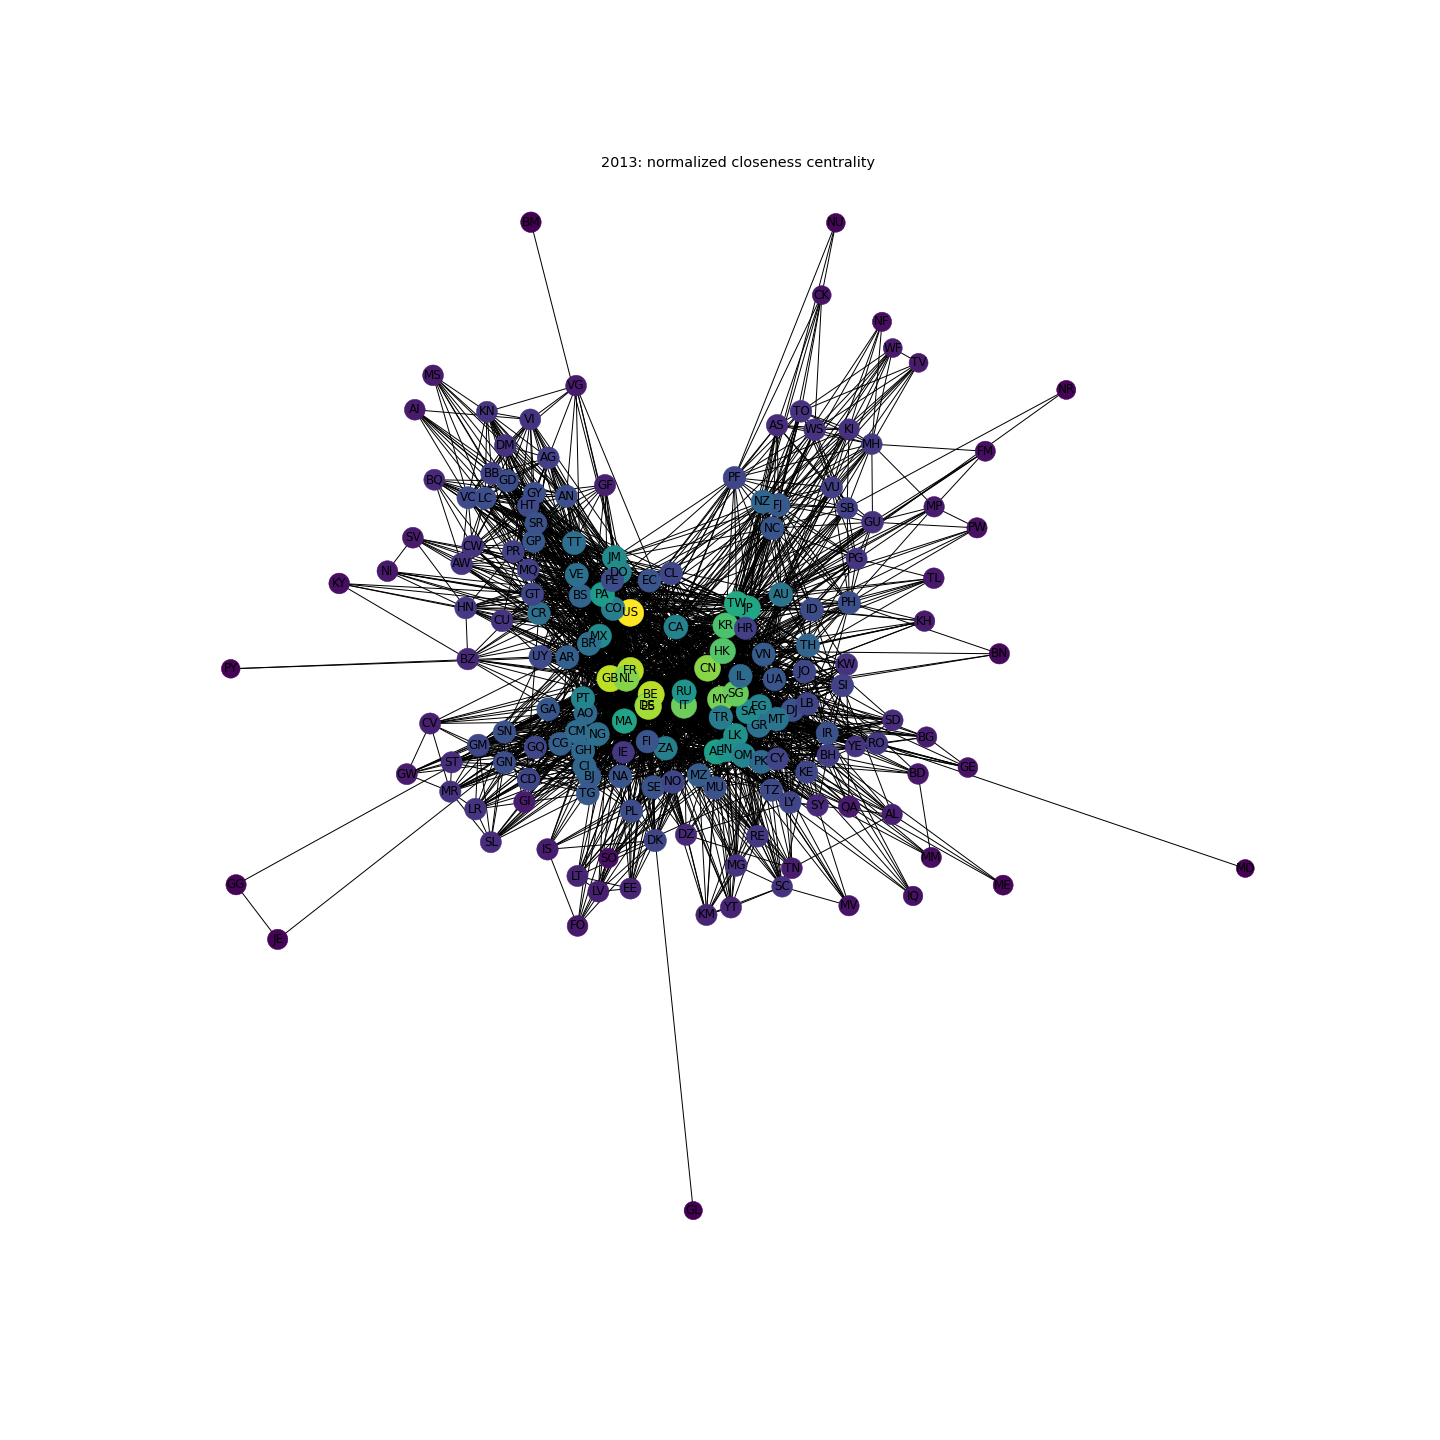 2013: normalized closeness centrality
BM
NU
CK
NF
WF
TV
MS
VG
NR
AI
KN
VI
TO
AS
WS
KI
DM
MH
FM
AG
BB
GD
BQ
PF
GF
VU
VC
LC
GY
AN
HT
NZ
FJ
SB
MP
SR
NC
GU
PW
SV
GP
TT
CW
PR
JM
PG
AW
NI
MQ
VE
DO
PE
EC
CL
TL
KY
GT
BS
PA
AU
HN
CR
CO
US
TW
JP
ID
PH
CU
CA
KR
HR
KH
MX
BR
TH
BZ
UY
AR
HK
VN
BN
PY
FR
GB
NL
CN
IL
UA
JO
KW
SI
BE
RU
MY
SG
PT
ES
IT
SA
EG
DJ
LB
GA
AO
MA
TR
GR
MT
SD
CV
SN
CM
NG
LK
IR
BG
GM
GQ
CG
GH
IE
FI
ZA
AE
IN
OM
PK
CY
BH
YE
RO
ST
GN
CI
GE
GW
CD
BJ
NA
MZ
KE
BD
MR
TG
SE
NO
MU
TZ
LY
SY
QA
AL
LR
GI
PL
SL
DK
DZ
RE
IS
SO
MG
TN
MM
LT
LV
EE
SC
IQ
ME
GG
KM
YT
MV
FO
JE
GL